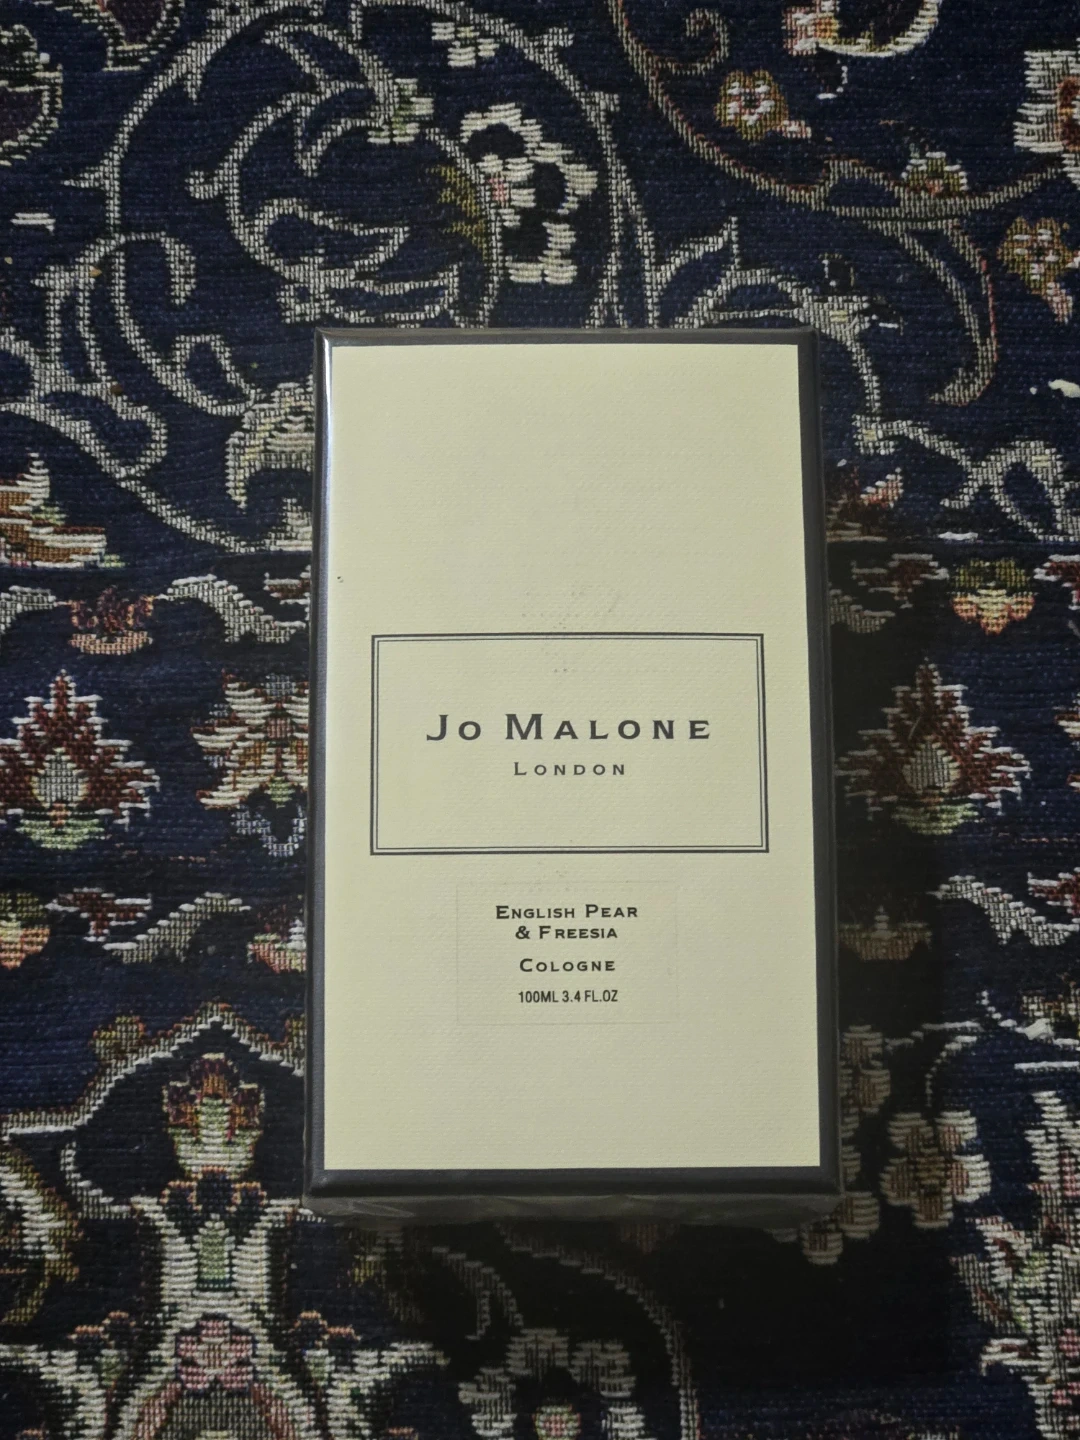 Jo Malone
London
English Pear
& Freesia
Cologne
100ML 3.4 FL.OZ